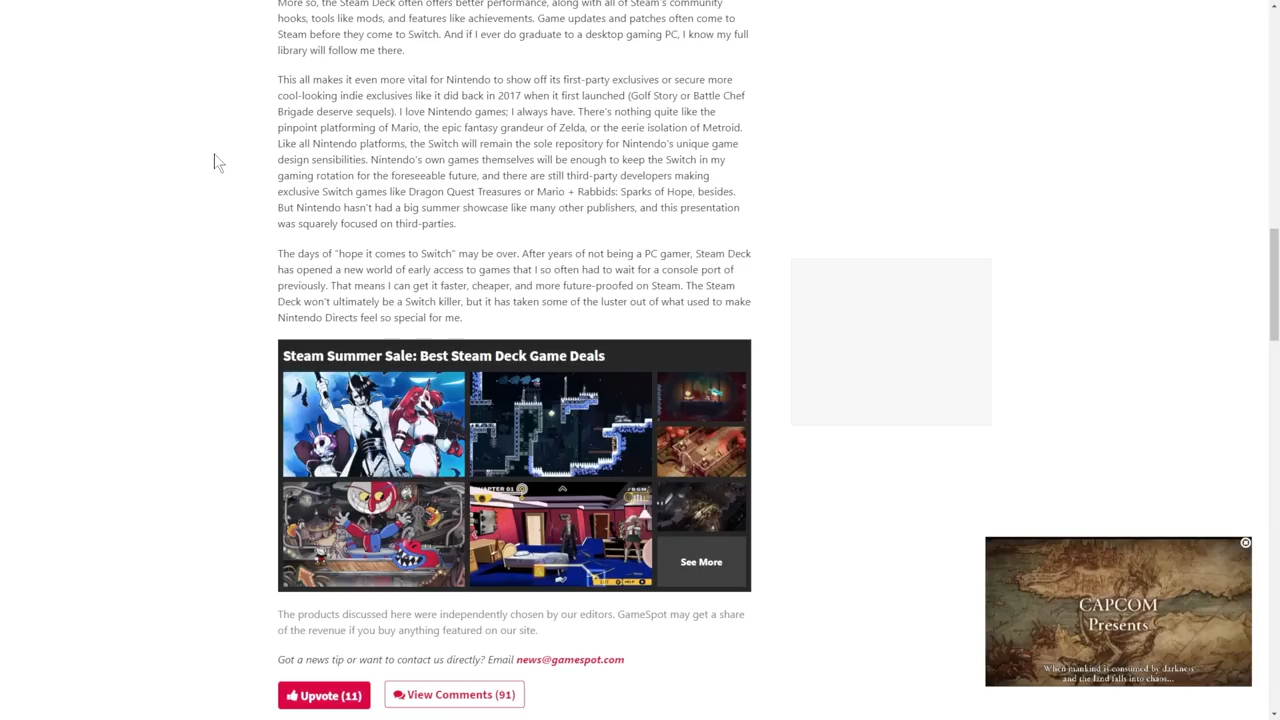 More so, the Steam Deck often offers better performance, along with all of Steam's community
hooks, tools like mods, and features like achievements. Game updates and patches often come to
Steam before they come to Switch. And if I ever do graduate to a desktop gaming PC, I know my full
library will follow me there.
This all makes it even more vital for Nintendo to show off its first-party exclusives or secure more
cool-looking indie exclusives like it did back in 2017 when it first launched (Golf Story or Battle Chef
Brigade deserve sequels). I love Nintendo games; I always have. There's nothing quite like the
pinpoint platforming of Mario, the epic fantasy grandeur of Zelda, or the eerie isolation of Metroid.
Like all Nintendo platforms, the Switch will remain the sole repository for Nintendo's unique game
design sensibilities. Nintendo's own games themselves will be enough to keep the Switch in my
gaming rotation for the foreseeable future, and there are still third-party developers making
exclusive Switch games like Dragon Quest Treasures or Mario + Rabbids: Sparks of Hope, besides.
But Nintendo hasn't had a big summer showcase like many other publishers, and this presentation
was squarely focused on third-parties.
The days of "hope it comes to Switch" may be over. After years of not being a PC gamer, Steam Deck
has opened a new world of early access to games that I so often had to wait for a console port of
previously. That means I can get it faster, cheaper, and more future-proofed on Steam. The Steam
Deck won't ultimately be a Switch killer, but it has taken some of the luster out of what used to make
Nintendo Directs feel so special for me.
Steam Summer Sale: Best Steam Deck Game Deals
CHAPTER 01
See More
The products discussed here were independently chosen by our editors. GameSpot may get a share
of the revenue if you buy anything featured on our site.
Got a news tip or want to contact us directly? Email news@gamespot.com
Upvote (11)
View Comments (91)
CAPCOM
Presents
When mankind is consumed by darkness
and the land falls into chaos...